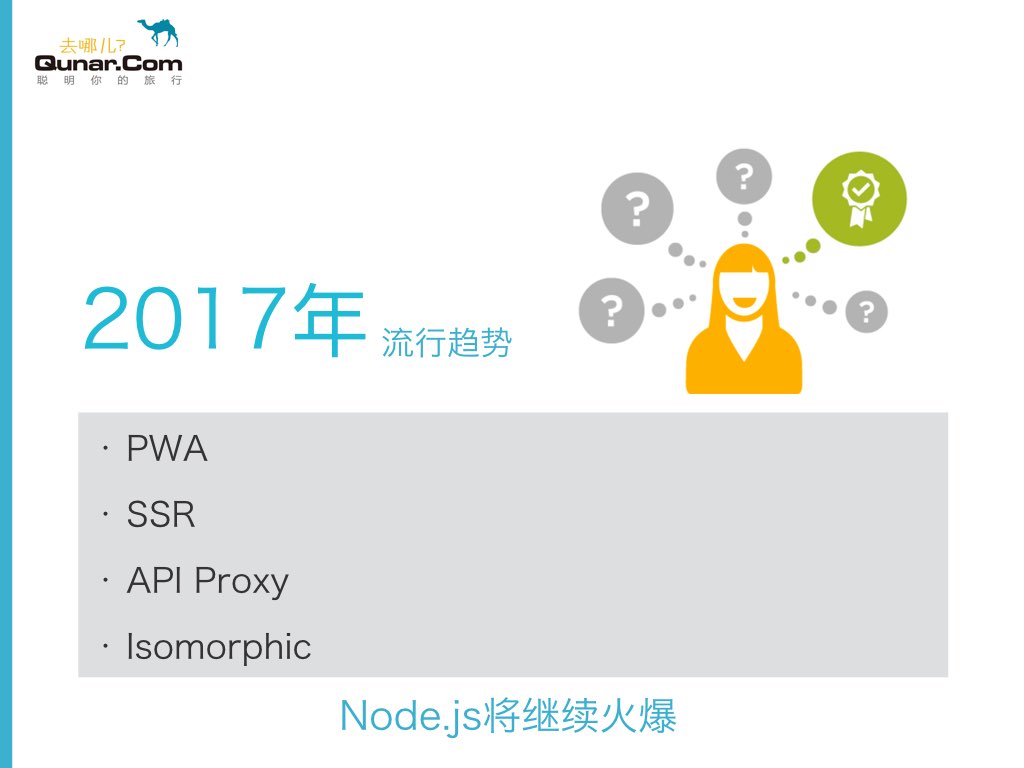 去哪儿?
Qunar.Com
聪明你的旅行
?
?
?
?
2017年 流行趋势
· PWA
· SSR
· API Proxy
· Isomorphic
Node.js将继续火爆